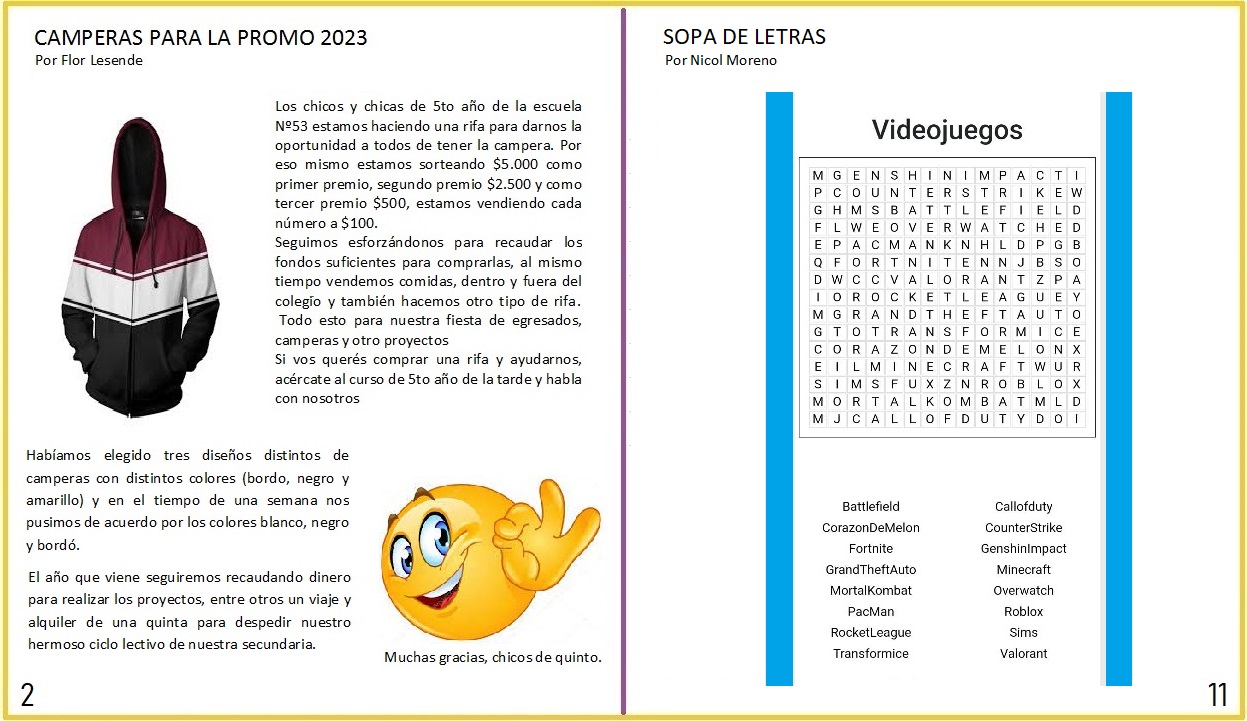 CAMPERAS PARA LA PROMO 2023
Por Flor Lesende
Los chicos y chicas de 5to año de la escuela
Nº53 estamos haciendo una rifa para darnos la
oportunidad a todos de tener la campera. Por
eso mismo estamos sorteando $5.000 como
primer premio, segundo premio $2.500 y como
tercer premio $500, estamos vendiendo cada
número a $100.
Seguimos esforzándonos para recaudar los
fondos suficientes para comprarlas, al mismo
tiempo vendemos comidas, dentro y fuera del
colegio y también hacemos otro tipo de rifa.
Todo esto para nuestra fiesta de egresados,
camperas y otro proyectos
Si vos querés comprar una rifa y ayudarnos,
acércate al curso de 5to año de la tarde y habla
con nosotros
Habíamos elegido tres diseños distintos de
camperas con distintos colores (bordo, negro y
amarillo) y en el tiempo de una semana nos
pusimos de acuerdo por los colores blanco, negro
y bordó.
El año que viene seguiremos recaudando dinero
para realizar los proyectos, entre otros un viaje y
alquiler de una quinta para despedir nuestro
hermoso ciclo lectivo de nuestra secundaria.
Muchas gracias, chicos de quinto.
2
SOPA DE LETRAS
Por Nicol Moreno
Videojuegos
M G E N S H I N I M P A C T I
P C O U N T E R S T R I K E W
G H M S B A T T L E F I E L D
F L W E O V E R W A T C H E D
E P A C M A N K N H L D P G B
Q F O R T N I T E N N J B S O
D W C C V A L O R A N T Z P A
I O R O C K E T L E A G U E Y
M G R A N D T H E F T A U T O
G T O T R A N S F O R M I C E
C O R A Z O N D E M E L O N X
E I L M I N E C R A F T W U R
S I M S F U X Z N R O B L O X
M O R T A L K O M B A T M L D
M J C A L L O F D U T Y D O I
Battlefield Callofduty
CorazonDeMelon CounterStrike
Fortnite GenshinImpact
GrandTheftAuto Minecraft
MortalKombat Overwatch
PacMan Roblox
RocketLeague Sims
Transformice Valorant
11